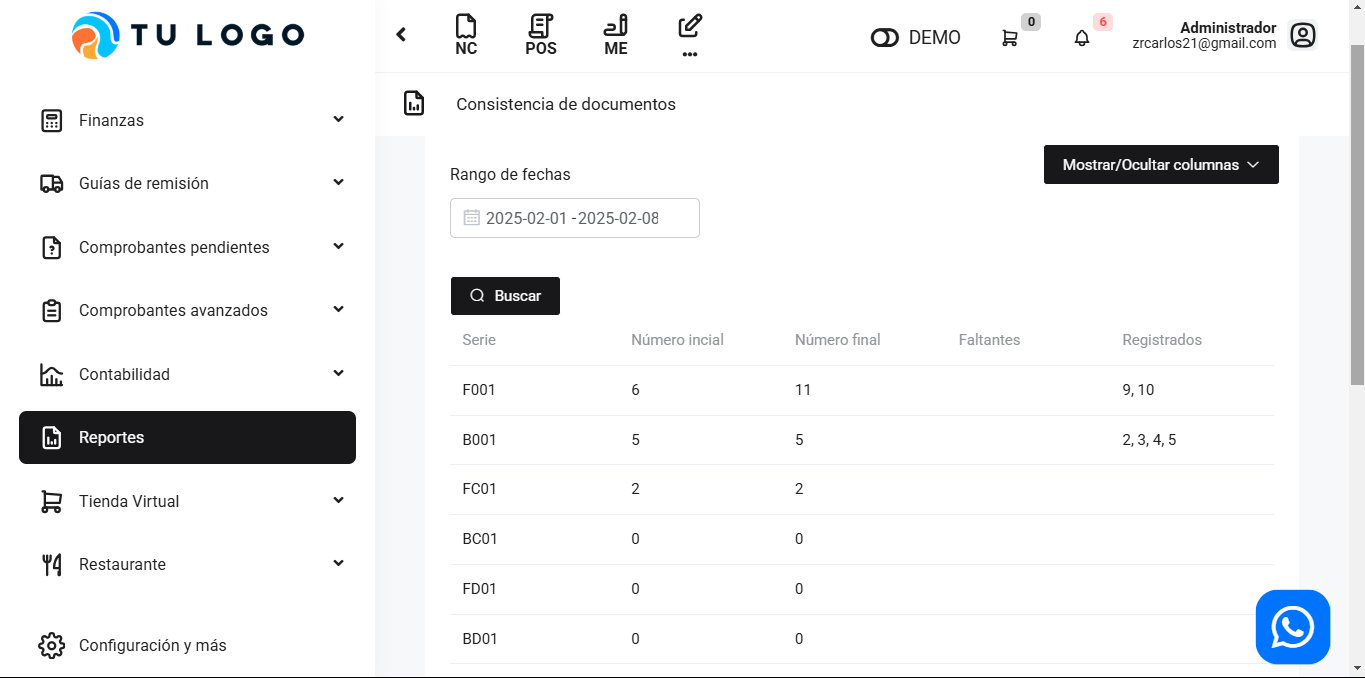 TU LOGO
NC
POS
ME
...
DEMO
0
6
Administrador
zrcarlos21@gmail.com
Finanzas
Guías de remisión
Comprobantes pendientes
Comprobantes avanzados
Contabilidad
Reportes
Tienda Virtual
Restaurante
Configuración y más
Consistencia de documentos
Mostrar/Ocultar columnas
Rango de fechas
2025-02-01 - 2025-02-08
Buscar
Serie Número incial Número final Faltantes Registrados
F001 6 11 9, 10
B001 5 5 2, 3, 4, 5
FC01 2 2
BC01 0 0
FD01 0 0
BD01 0 0